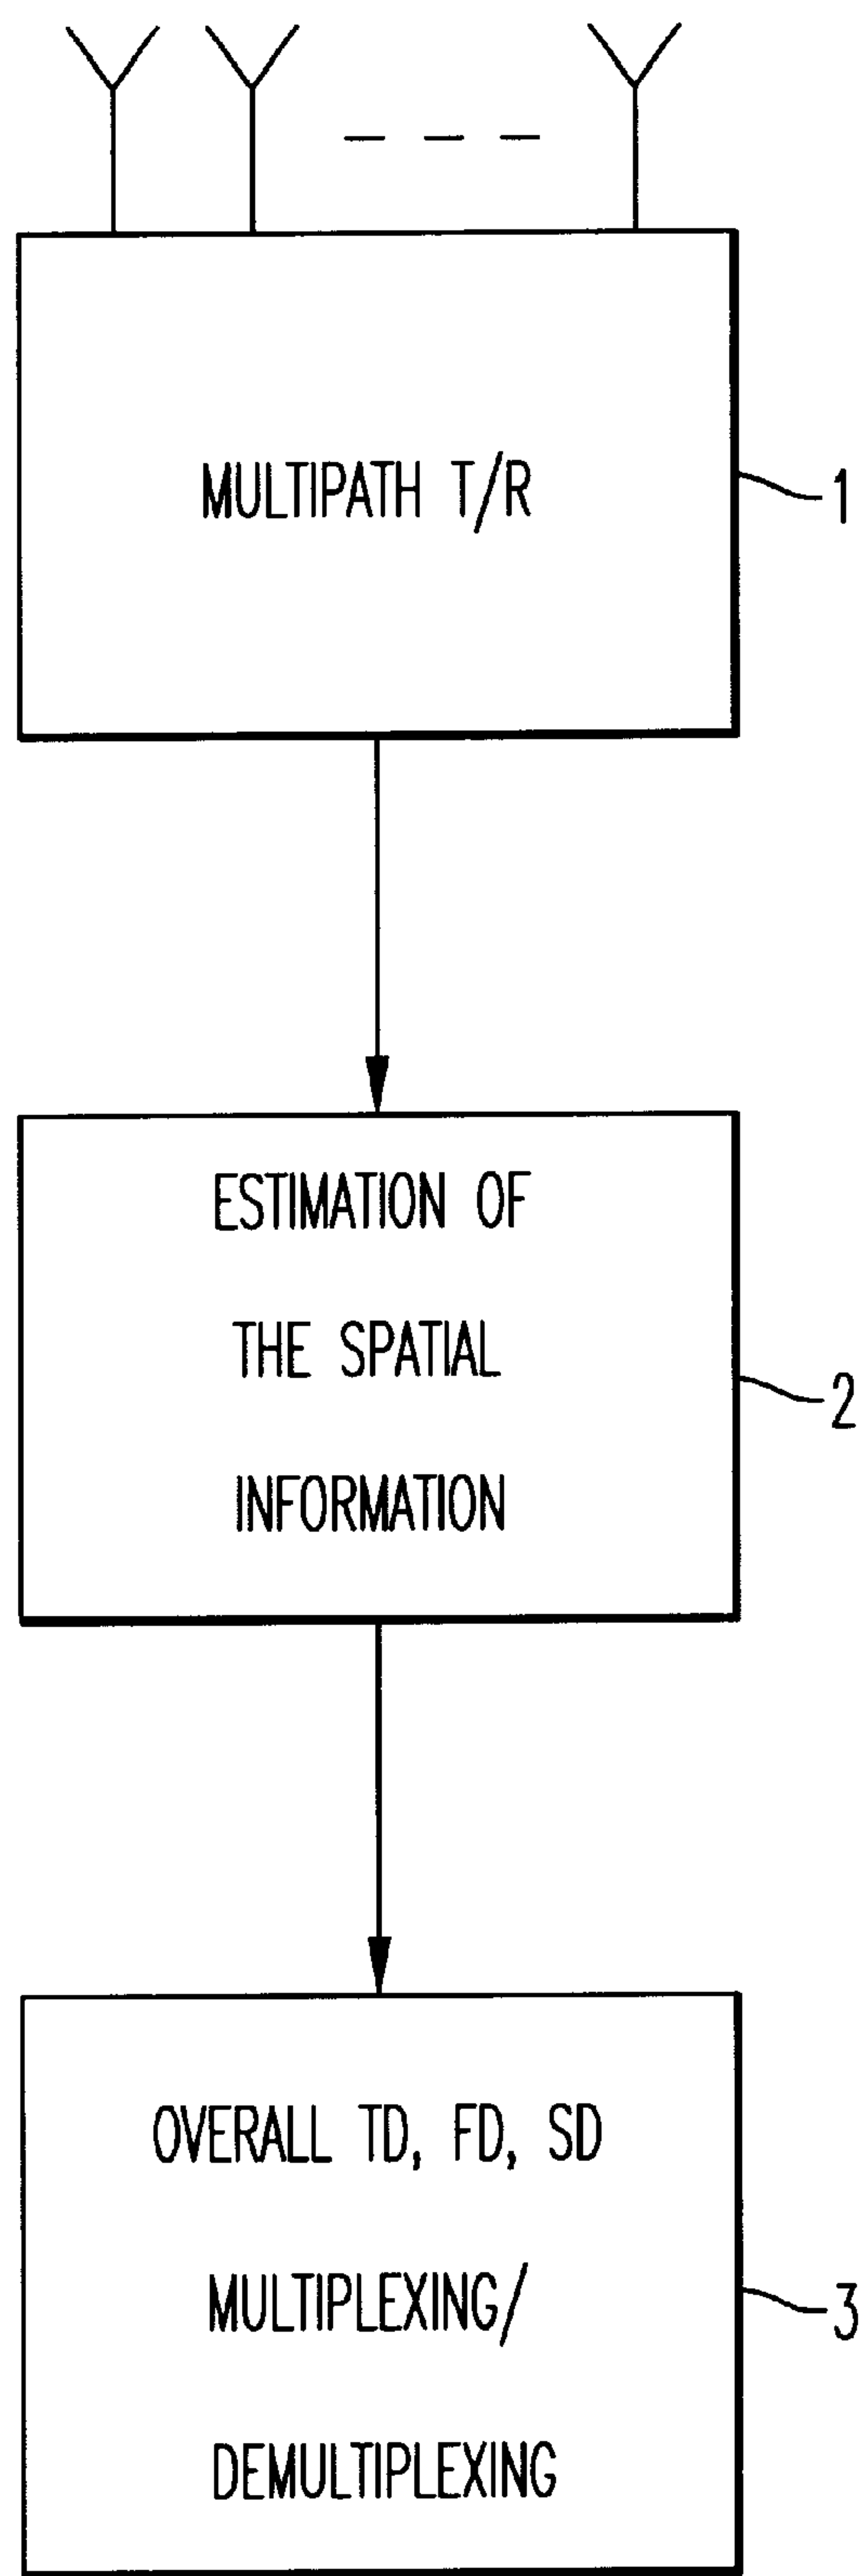 MULTIPATH T/R
1
ESTIMATION OF
THE SPATIAL
INFORMATION
2
OVERALL TD, FD, SD
MULTIPLEXING/
DEMULTIPLEXING
3